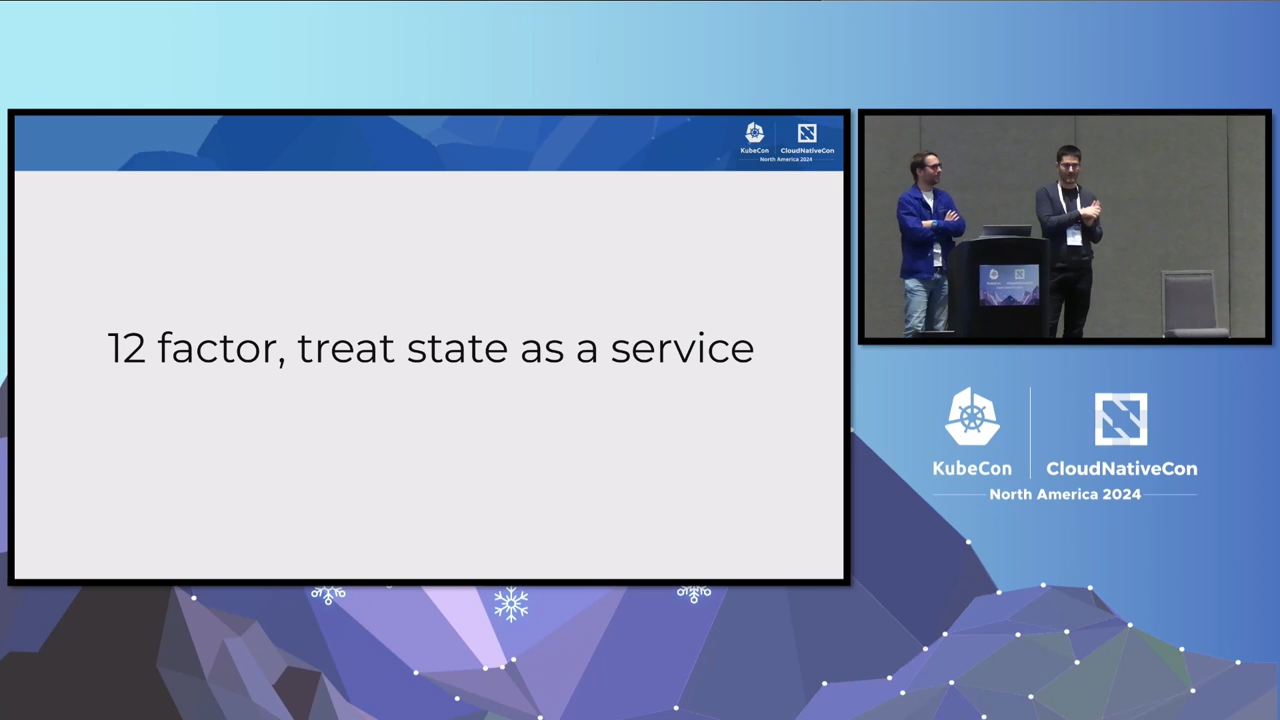 KubeCon
CloudNativeCon
North America 2024
12 factor, treat state as a service
KubeCon
CloudNativeCon
North America 2024